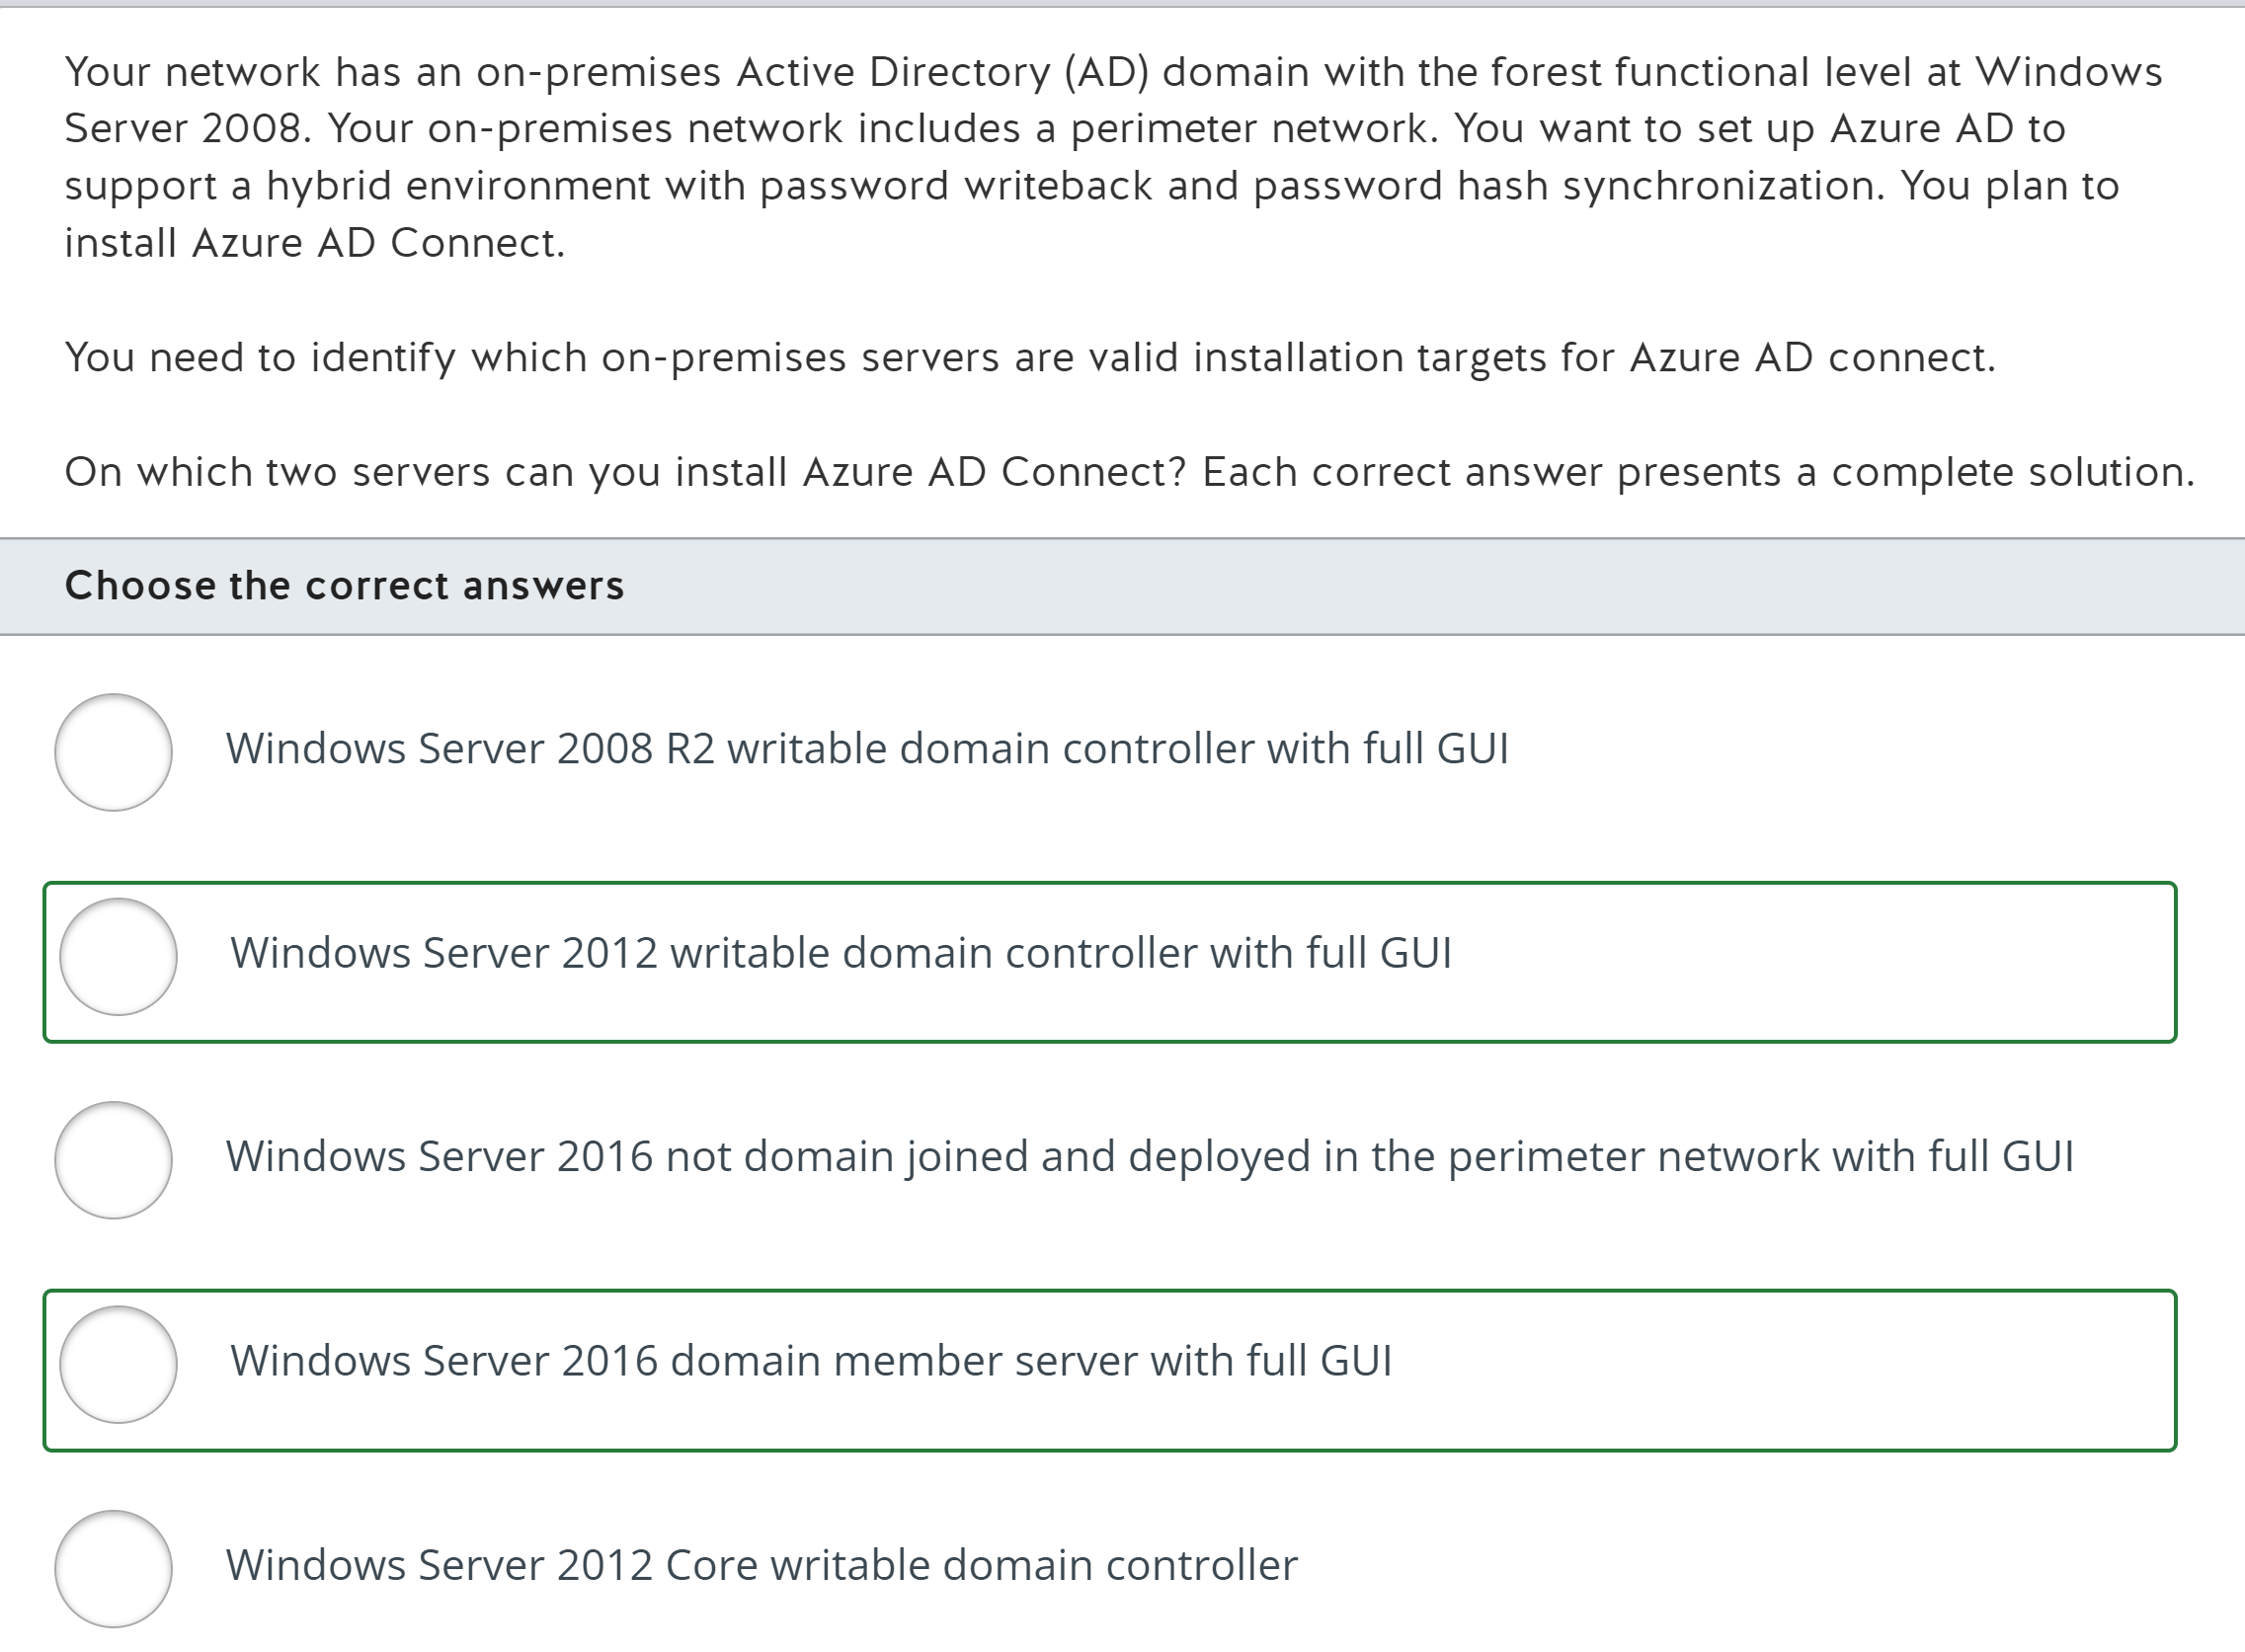 Your network has an on-premises Active Directory (AD) domain with the forest functional level at Windows
Server 2008. Your on-premises network includes a perimeter network. You want to set up Azure AD to
support a hybrid environment with password writeback and password hash synchronization. You plan to
install Azure AD Connect.
You need to identify which on-premises servers are valid installation targets for Azure AD connect.
On which two servers can you install Azure AD Connect? Each correct answer presents a complete solution.
Choose the correct answers
Windows Server 2008 R2 writable domain controller with full GUI
Windows Server 2012 writable domain controller with full GUI
Windows Server 2016 not domain joined and deployed in the perimeter network with full GUI
Windows Server 2016 domain member server with full GUI
Windows Server 2012 Core writable domain controller